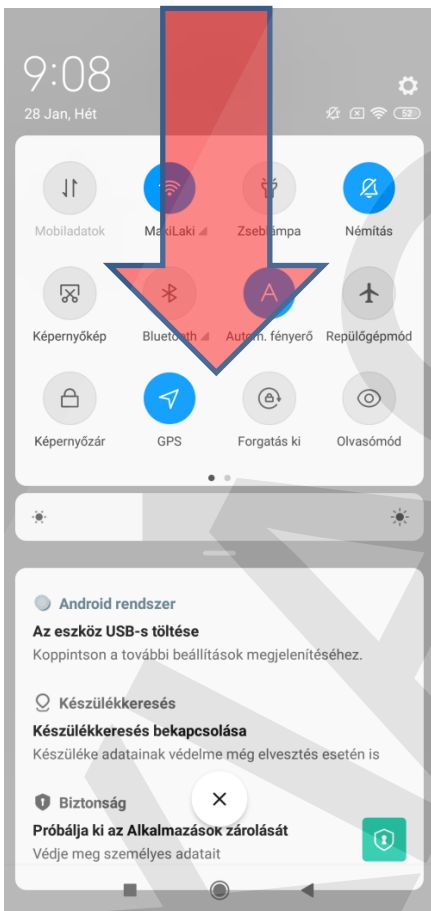 9:08
28 Jan, Hét
52
Mobiladatok
MakiLaki
Zseblámpa
Némítás
Képernyőkép
Bluetooth
Autom. fényerő
Repülőgépmód
Képernyőzár
GPS
Forgatás ki
Olvasómód
Android rendszer
Az eszköz USB-s töltése
Koppintson a további beállítások megjelenítéséhez.
Készülékkeresés
Készülékkeresés bekapcsolása
Készüléke adatainak védelme még elvesztés esetén is
Biztonság
Próbálja ki az Alkalmazások zárolását
Védje meg személyes adatait